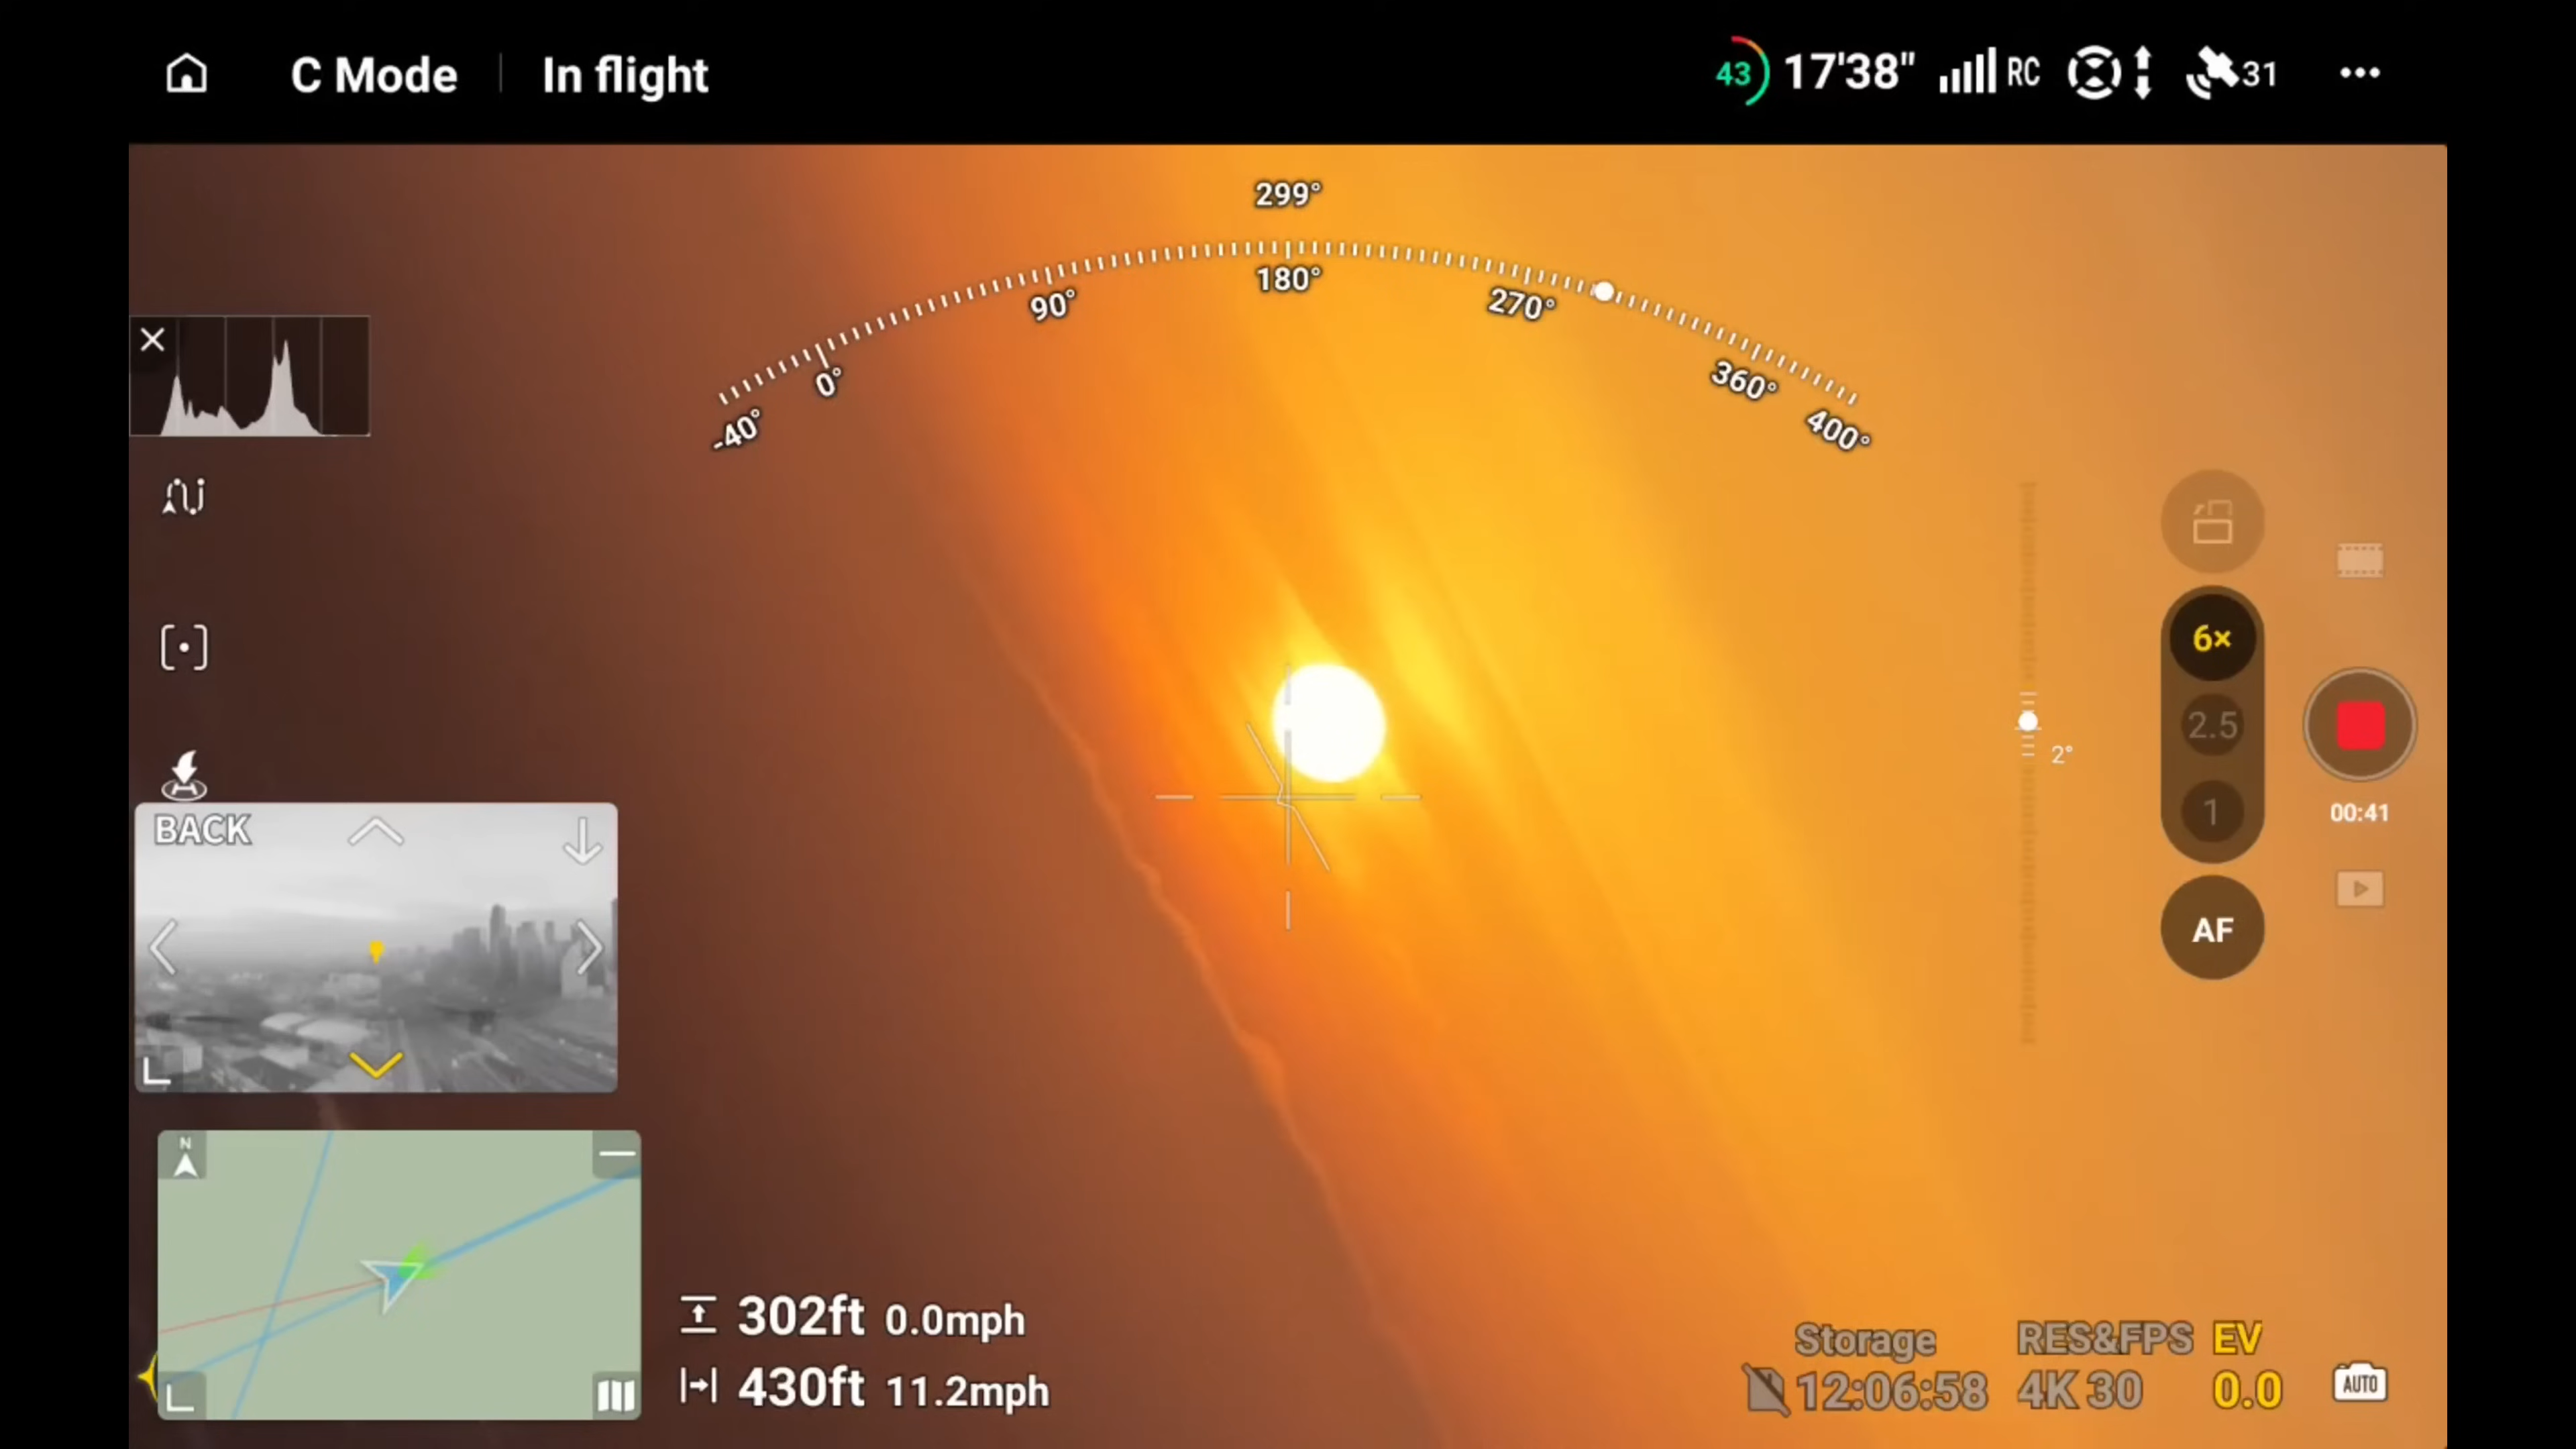 C Mode
In flight
43 17'38" RC 31
299°
-40° 0° 90° 180° 270° 360° 400°
6×
2.5
2°
1
00:41
BACK
AF
N
302ft 0.0mph
430ft 11.2mph
Storage RES&FPS EV
12:06:58 4K 30 0.0
AUTO